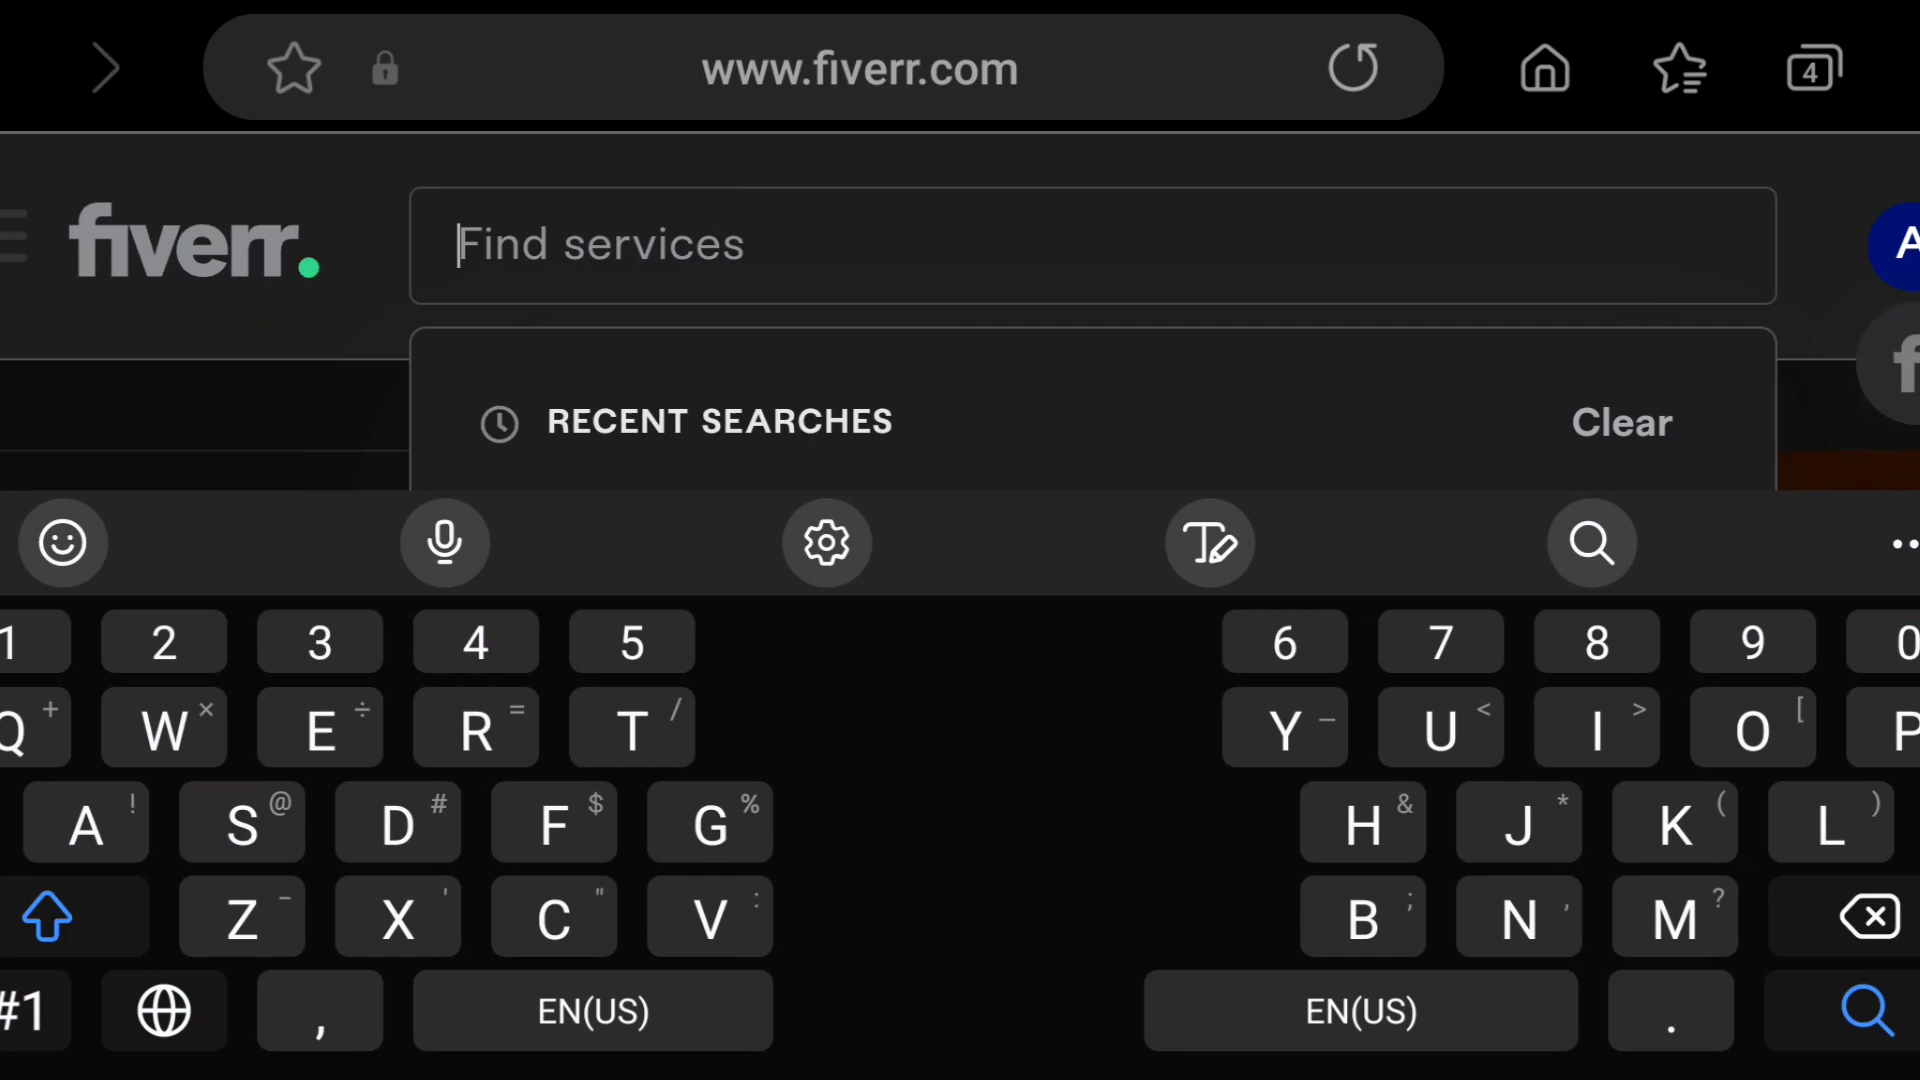 www.fiverr.com
4
fiverr.
Find services
A
f
RECENT SEARCHES
Clear
1 2 3 4 5 6 7 8 9 0
Q + W × E ÷ R = T / Y _ U < I > O [ P
A ! S @ D # F $ G % H & J * K ( L )
Z - X ' C " V : B ; N , M ?
#1 , EN(US) EN(US) .